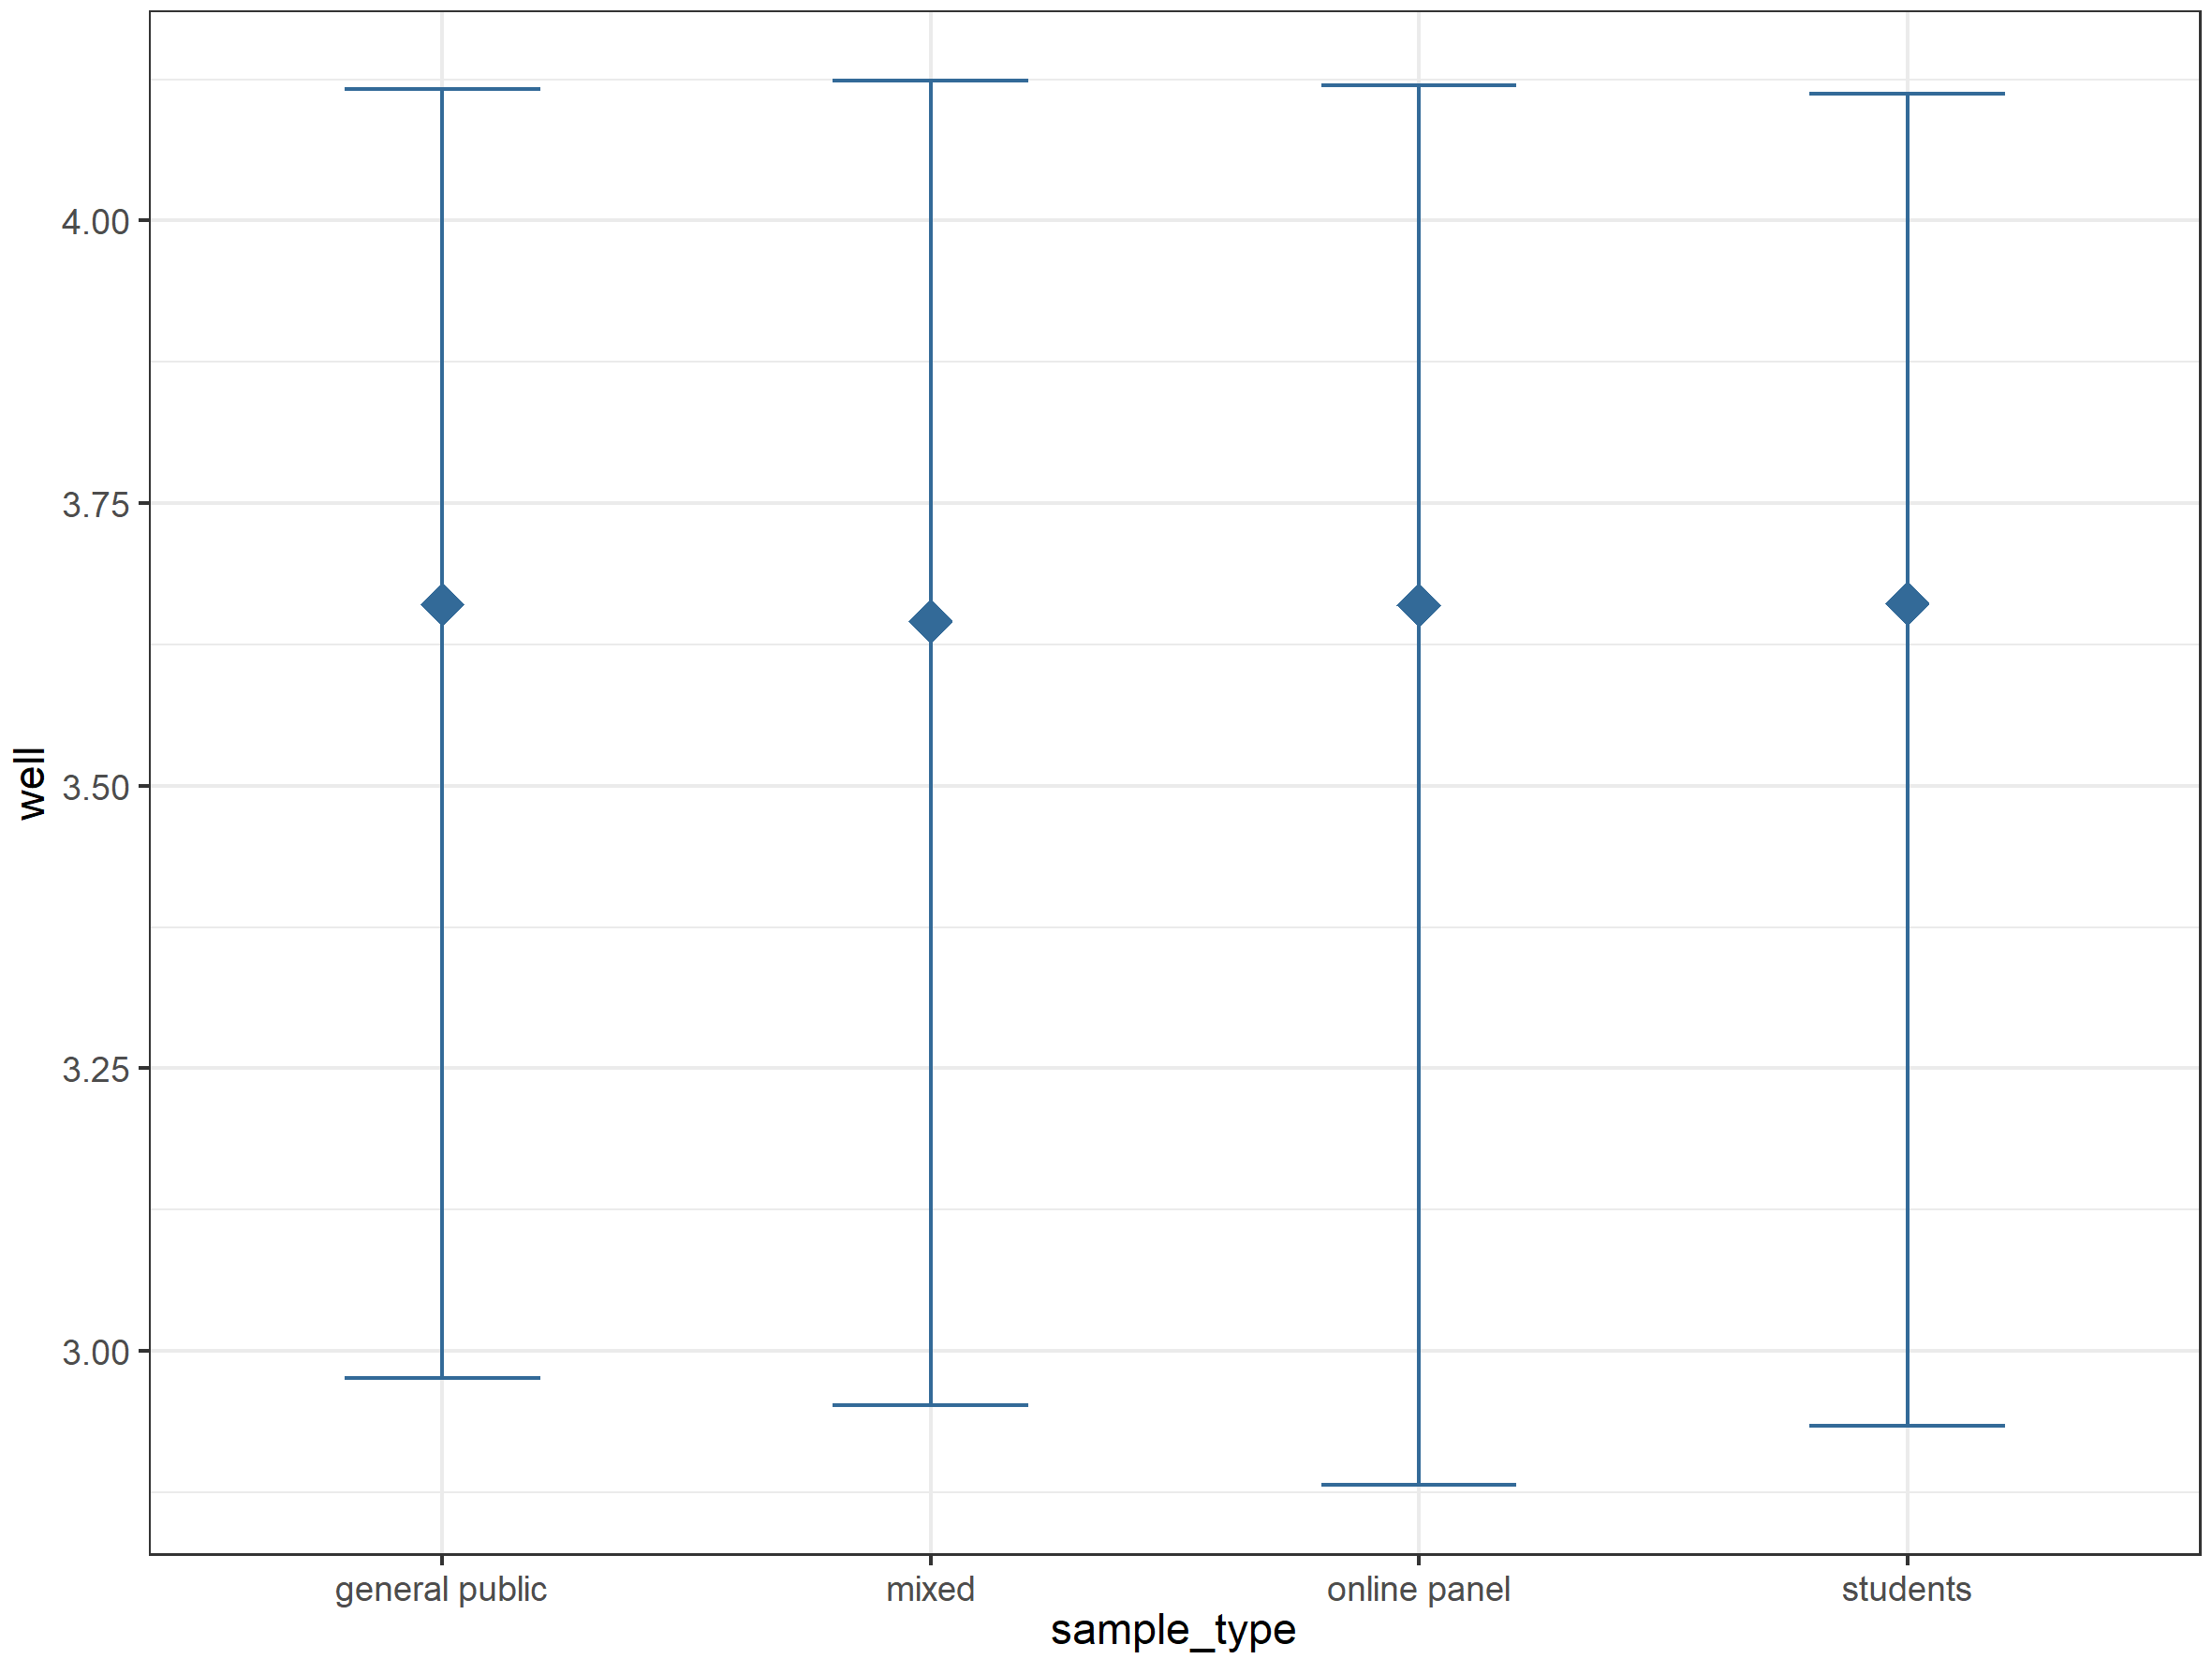 4.00
3.75
3.50
3.25
3.00
well
general public mixed online panel students
sample_type